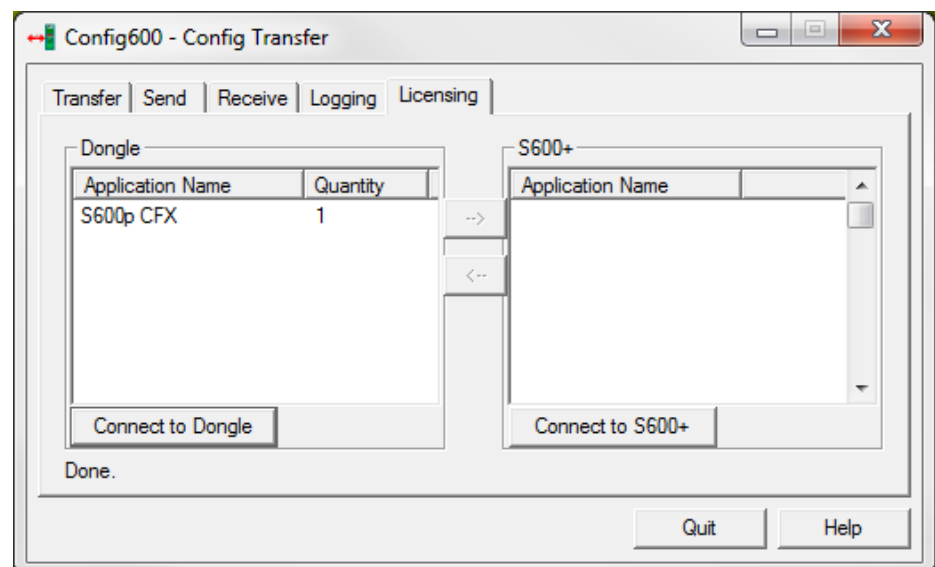 Config600 - Config Transfer
Transfer Send Receive Logging Licensing
Dongle
Application Name Quantity
S600p CFX 1
Connect to Dongle
-->
<--
S600+
Application Name
Connect to S600+
Done.
Quit Help